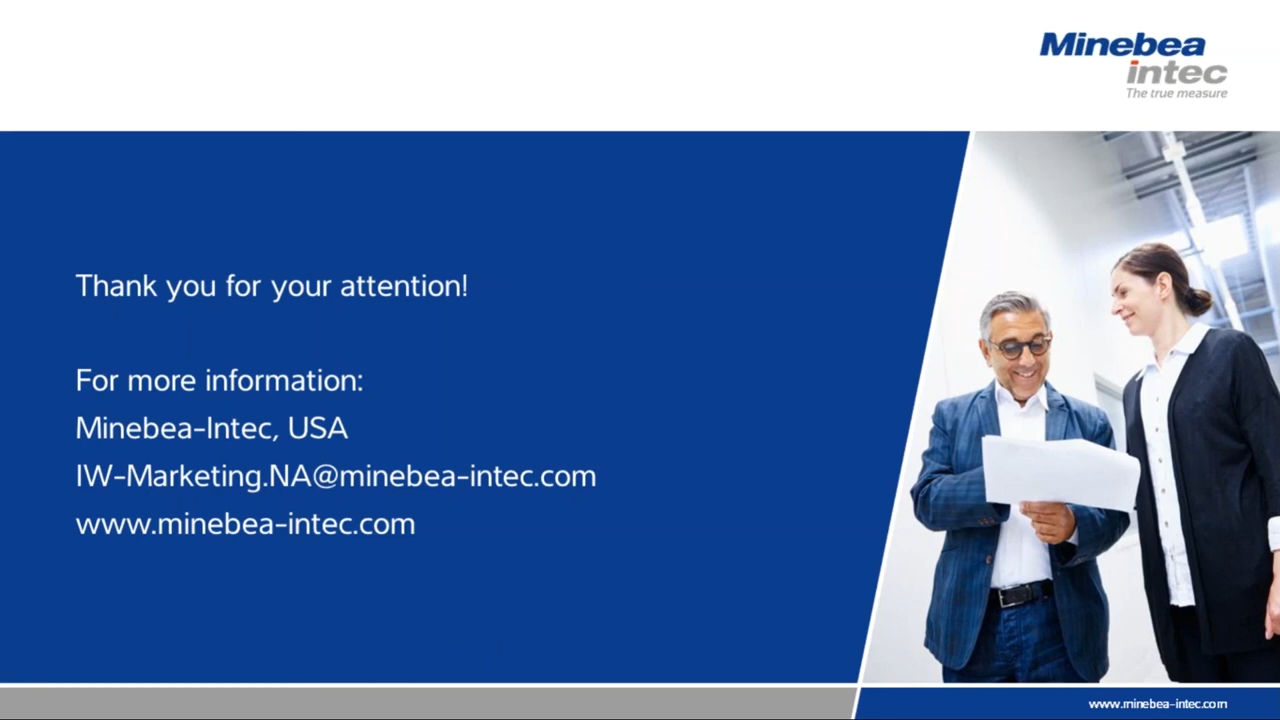 Minebea
intec
The true measure
Thank you for your attention!
For more information:
Minebea-Intec, USA
IW-Marketing.NA@minebea-intec.com
www.minebea-intec.com
www.minebea-intec.com